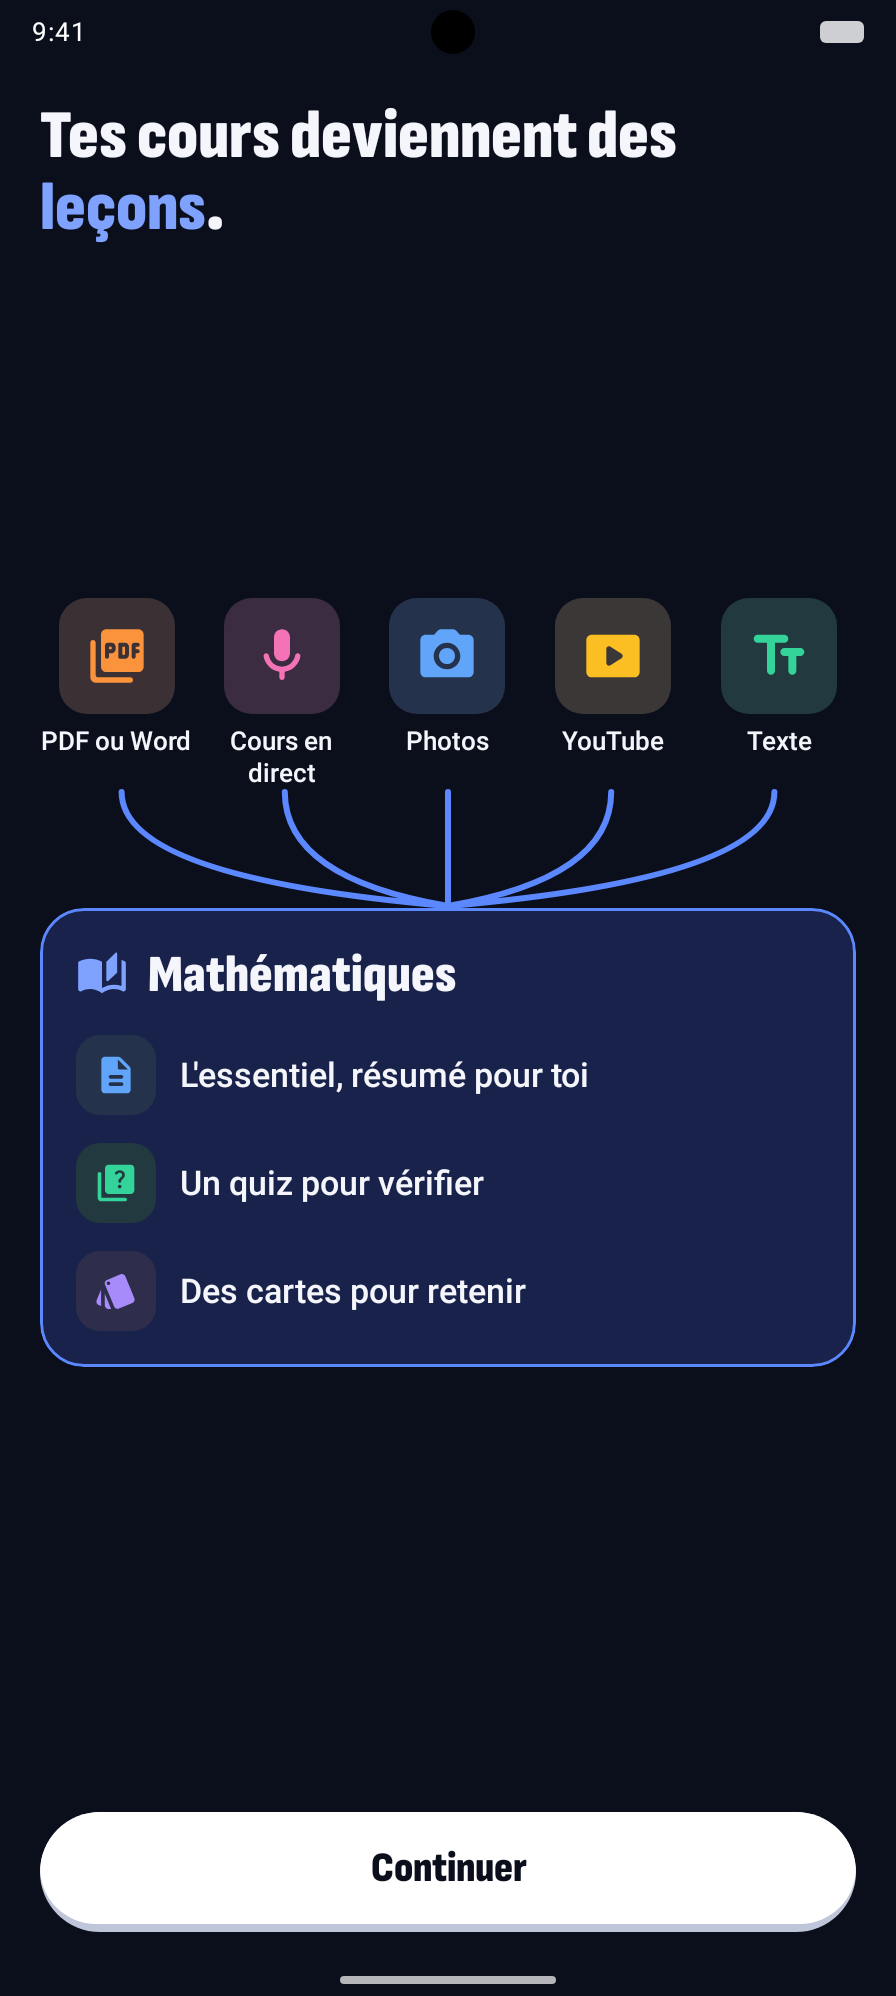 9:41
Tes cours deviennent des
leçons.
PDF
PDF ou Word
Cours en
direct
Photos
YouTube
Tt
Texte
Mathématiques
L'essentiel, résumé pour toi
?
Un quiz pour vérifier
Des cartes pour retenir
Continuer